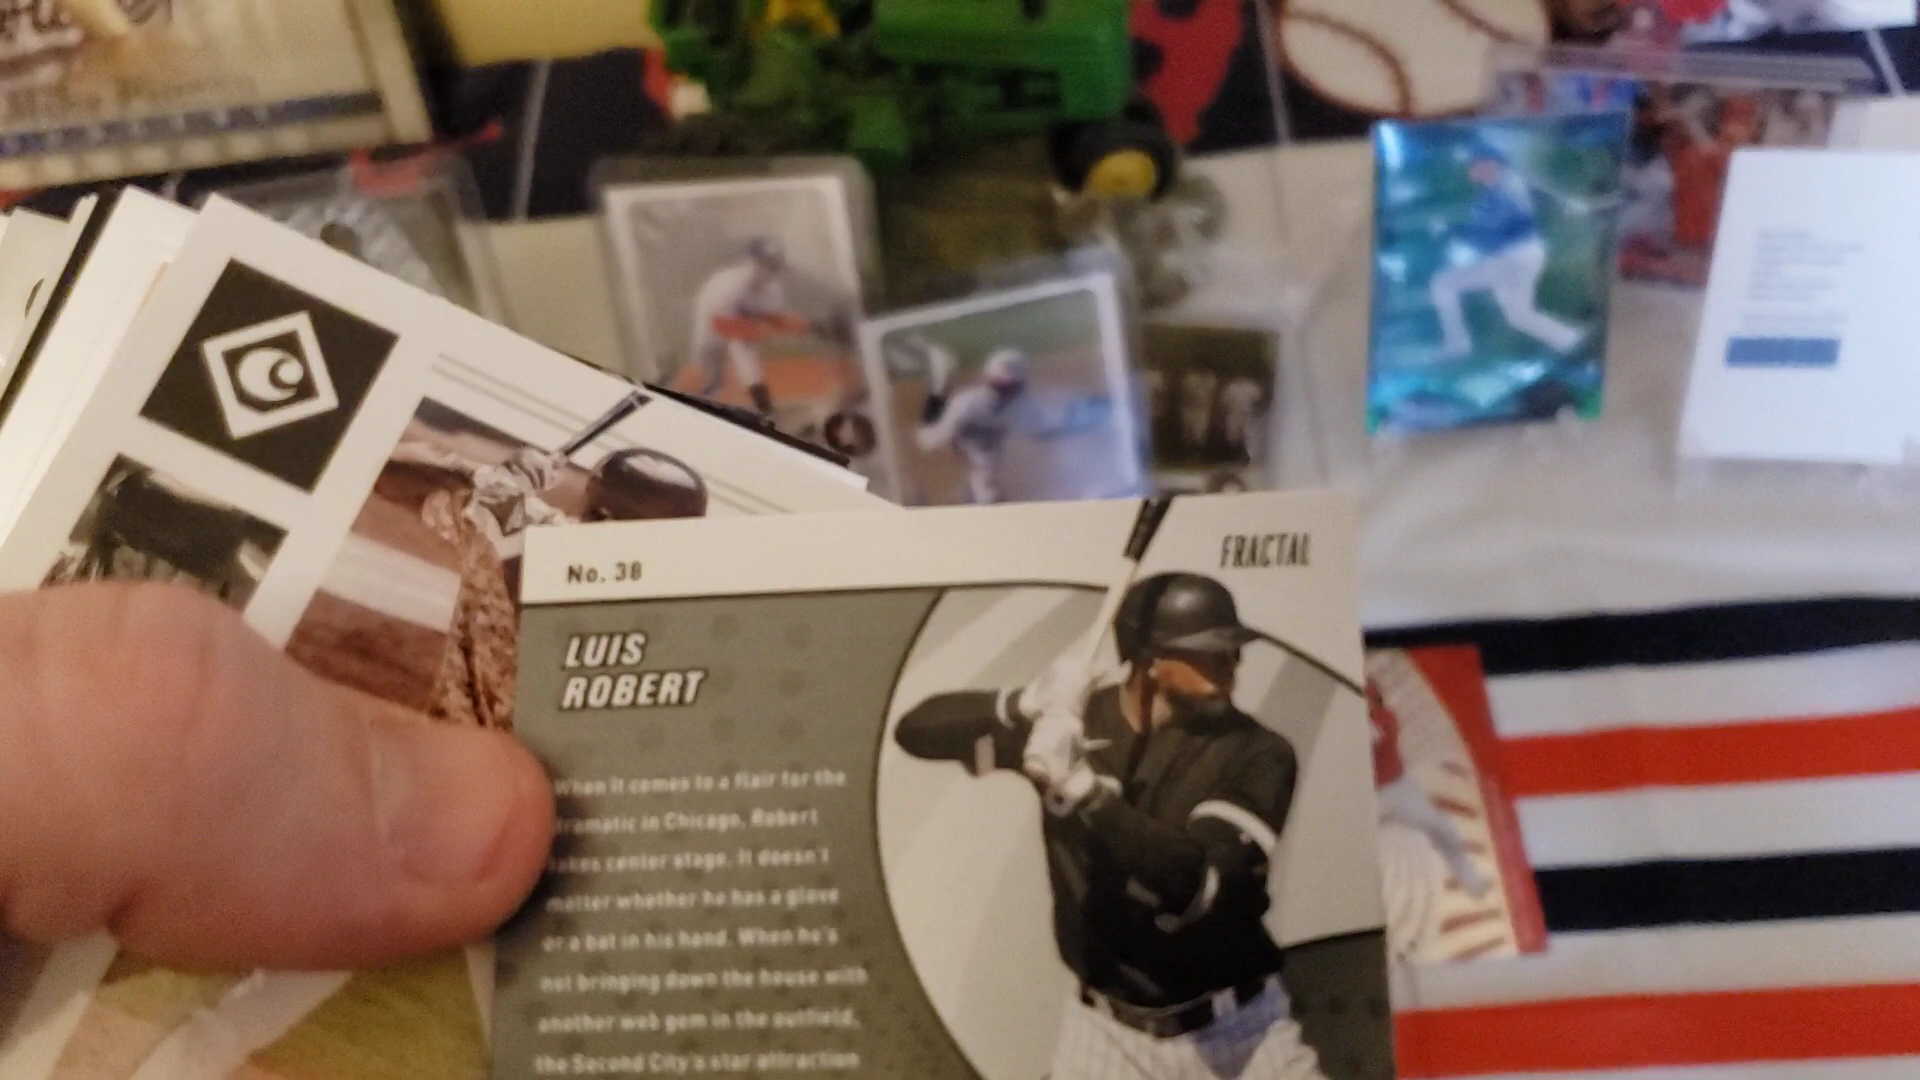 No. 38
FRACTAL
LUIS
ROBERT
When it comes to a flair for the
dramatic in Chicago, Robert
takes center stage. It doesn't
matter whether he has a glove
or a bat in his hand. When he's
not bringing down the house with
another web gem in the outfield,
the Second City's star attraction